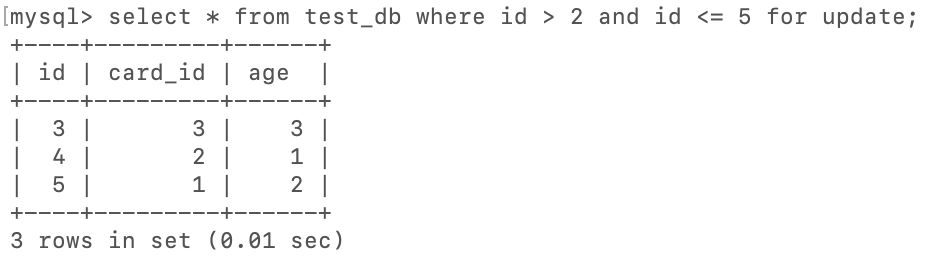 [mysql> select * from test_db where id > 2 and id <= 5 for update;
+----+---------+------+
| id | card_id | age  |
+----+---------+------+
|  3 |       3 |    3 |
|  4 |       2 |    1 |
|  5 |       1 |    2 |
+----+---------+------+
3 rows in set (0.01 sec)